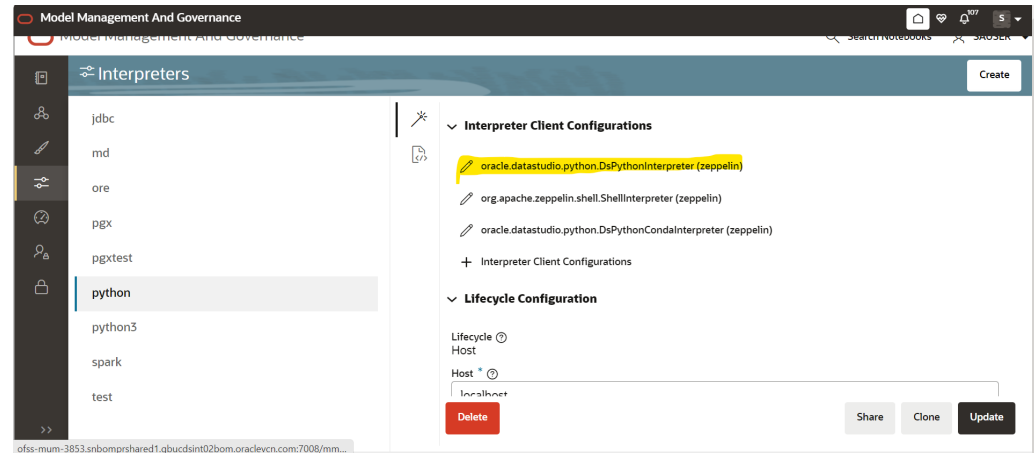 Model Management And Governance
107
S
Model Management And Governance
Search Notebooks
SAUSER
Interpreters
Create
jdbc
md
ore
pgx
pgxtest
python
python3
spark
test
Interpreter Client Configurations
oracle.datastudio.python.DsPythonInterpreter (zeppelin)
org.apache.zeppelin.shell.ShellInterpreter (zeppelin)
oracle.datastudio.python.DsPythonCondaInterpreter (zeppelin)
+ Interpreter Client Configurations
Lifecycle Configuration
Lifecycle ?
Host
Host * ?
localhost
Delete
Share
Clone
Update
>>
ofss-mum-3853.snbomprshared1.gbucdsint02bom.oraclevcn.com:7008/mm...